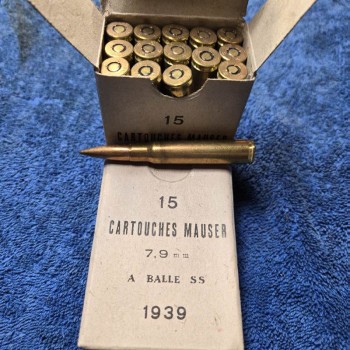 15
CARTOUCHES MAUSER
15
CARTOUCHES MAUSER
7,9 mm
A BALLE SS
1939